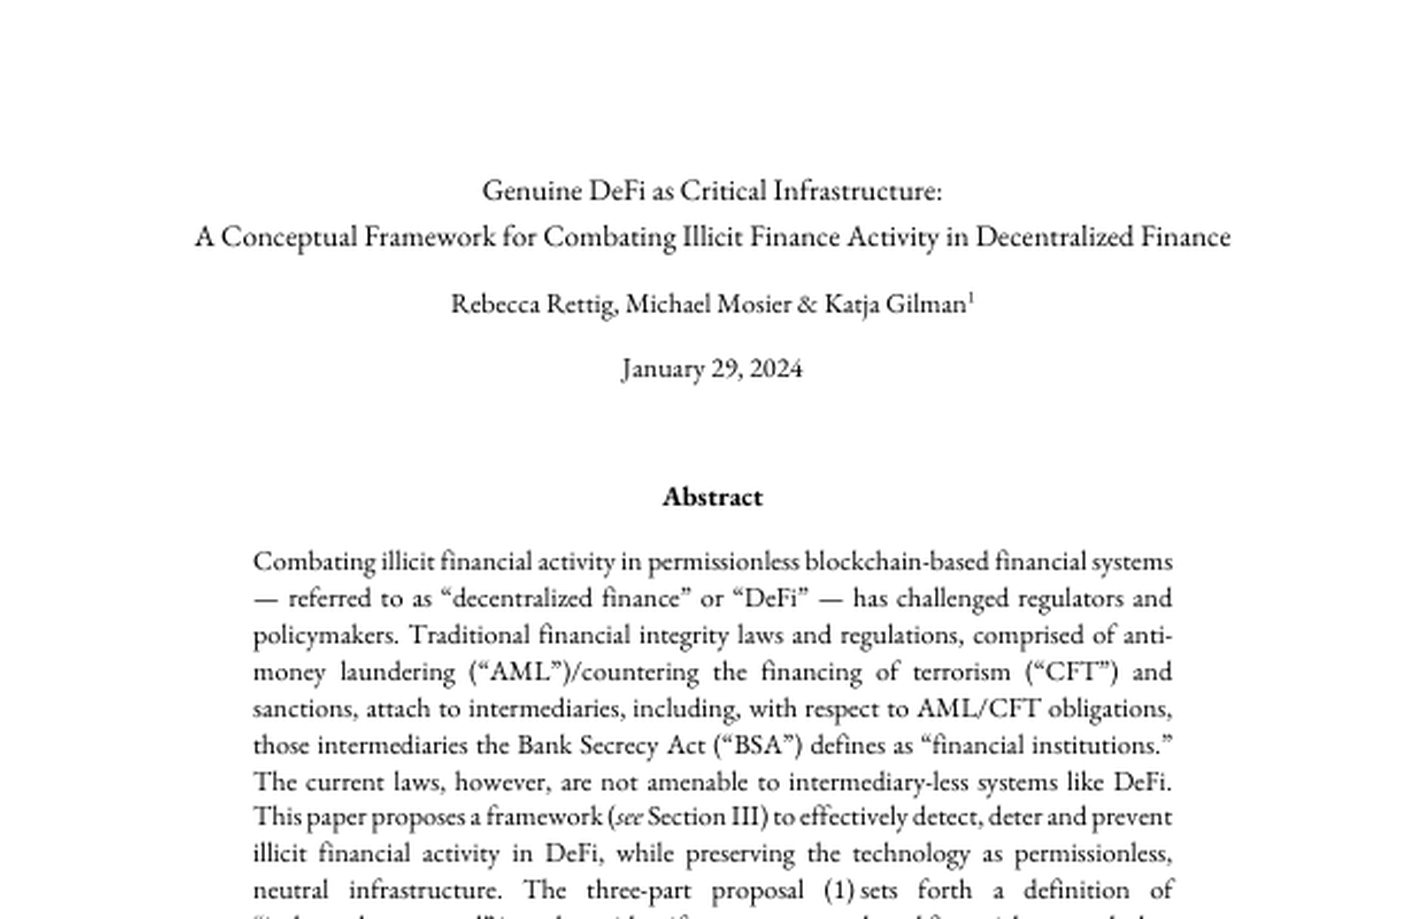 Genuine DeFi as Critical Infrastructure:
A Conceptual Framework for Combating Illicit Finance Activity in Decentralized Finance
Rebecca Rettig, Michael Mosier & Katja Gilman¹
January 29, 2024
Abstract
Combating illicit financial activity in permissionless blockchain-based financial systems
— referred to as “decentralized finance” or “DeFi” — has challenged regulators and
policymakers. Traditional financial integrity laws and regulations, comprised of anti-
money laundering (“AML”)/countering the financing of terrorism (“CFT”) and
sanctions, attach to intermediaries, including, with respect to AML/CFT obligations,
those intermediaries the Bank Secrecy Act (“BSA”) defines as “financial institutions.”
The current laws, however, are not amenable to intermediary-less systems like DeFi.
This paper proposes a framework (see Section III) to effectively detect, deter and prevent
illicit financial activity in DeFi, while preserving the technology as permissionless,
neutral infrastructure. The three-part proposal (1) sets forth a definition of